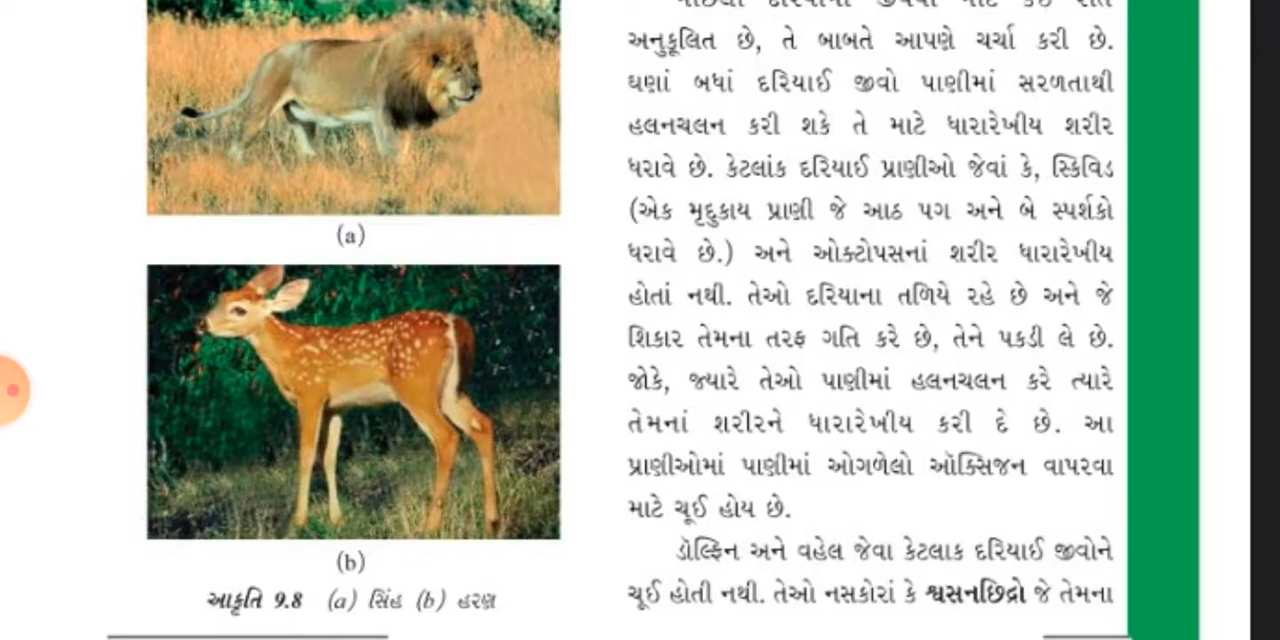 (a)
(b)
આકૃતિ 9.8 (a) સિંહ (b) હરણ
અનુકૂલિત છે, તે બાબતે આપણે ચર્ચા કરી છે.
ઘણાં બધાં દરિયાઈ જીવો પાણીમાં સરળતાથી
હલનચલન કરી શકે તે માટે ધારારેખીય શરીર
ધરાવે છે. કેટલાંક દરિયાઈ પ્રાણીઓ જેવાં કે, સ્ક્વિડ
(એક મૃદુકાય પ્રાણી જે આઠ પગ અને બે સ્પર્શકો
ધરાવે છે.) અને ઓક્ટોપસનાં શરીર ધારારેખીય
હોતાં નથી. તેઓ દરિયાના તળિયે રહે છે અને જે
શિકાર તેમના તરફ ગતિ કરે છે, તેને પકડી લે છે.
જોકે, જ્યારે તેઓ પાણીમાં હલનચલન કરે ત્યારે
તેમનાં શરીરને ધારારેખીય કરી દે છે. આ
પ્રાણીઓમાં પાણીમાં ઓગળેલો ઑક્સિજન વાપરવા
માટે ચૂઈ હોય છે.
ડૉલ્ફિન અને વહેલ જેવા કેટલાક દરિયાઈ જીવોને
ચૂઈ હોતી નથી. તેઓ નસકોરાં કે શ્વસનછિદ્રો જે તેમના